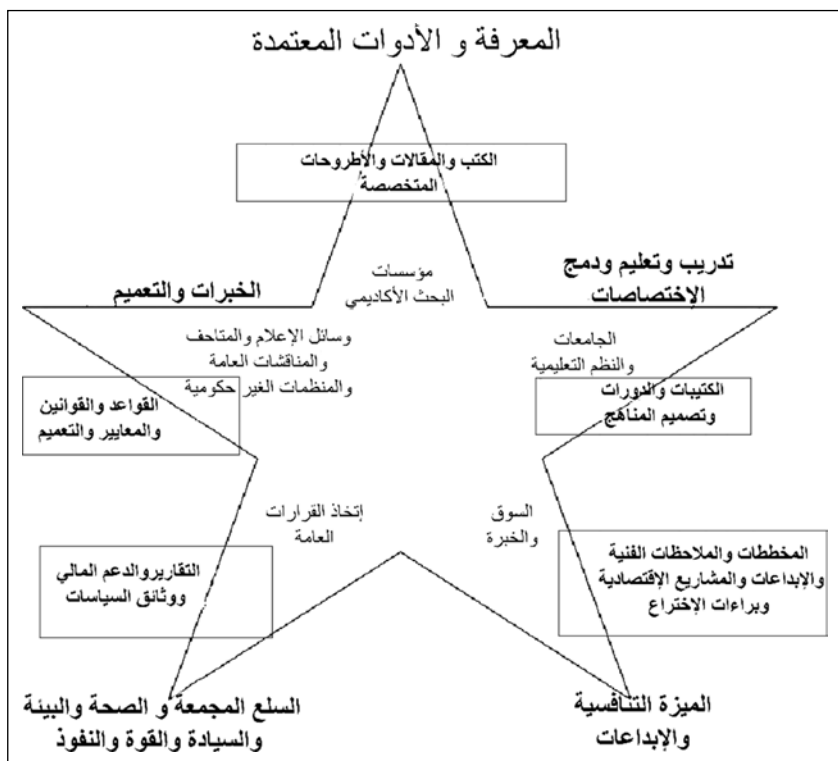 المعرفة و الأدوات المعتمدة
الكتب والمقالات والأطروحات
المتخصصة
تدريب وتعليم ودمج
الإختصاصات
الخبرات والتعميم
مؤسسات
البحث الأكاديمي
الجامعات
والنظم التعليمية
وسائل الإعلام والمتاحف
والمناقشات العامة
والمنظمات الغير حكومية
الكتيبات والدورات
وتصميم المناهج
القواعد والقوانين
والمعايير والتعميم
السوق
والخبرة
إتخاذ القرارات
العامة
المخططات والملاحظات الفنية
والإبداعات والمشاريع الإقتصادية
وبراءات الإختراع
التقاريروالدعم المالي
ووثائق السياسات
الميزة التنافسية
والإبداعات
السلع المجمعة و الصحة والبيئة
والسيادة والقوة والنفوذ